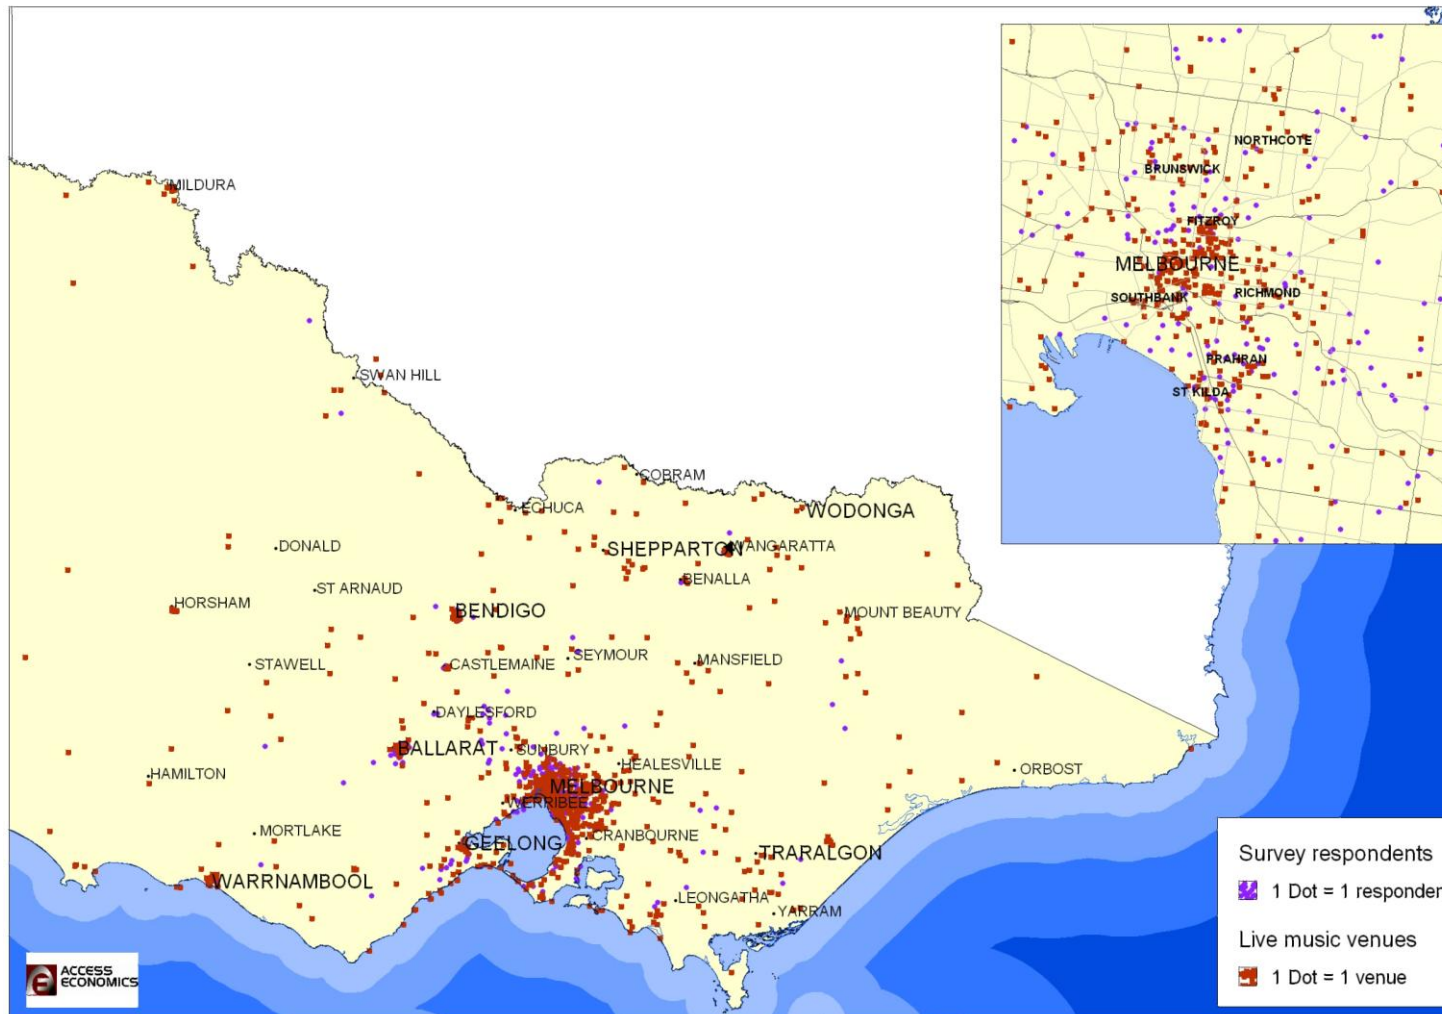 MILDURA
SWAN HILL
COBRAM
ECHUCA
WODONGA
DONALD
SHEPPARTON
WANGARATTA
BENALLA
ST ARNAUD
HORSHAM
BENDIGO
MOUNT BEAUTY
STAWELL
CASTLEMAINE
SEYMOUR
MANSFIELD
DAYLESFORD
BALLARAT
SUNBURY
HEALESVILLE
HAMILTON
ORBOST
MELBOURNE
WERRIBEE
MORTLAKE
GEELONG
CRANBOURNE
TRARALGON
WARRNAMBOOL
LEONGATHA
YARRAM
NORTHCOTE
BRUNSWICK
FITZROY
MELBOURNE
SOUTHBANK
RICHMOND
PRAHRAN
ST KILDA
Survey respondents
1 Dot = 1 responder
Live music venues
1 Dot = 1 venue
ACCESS
ECONOMICS